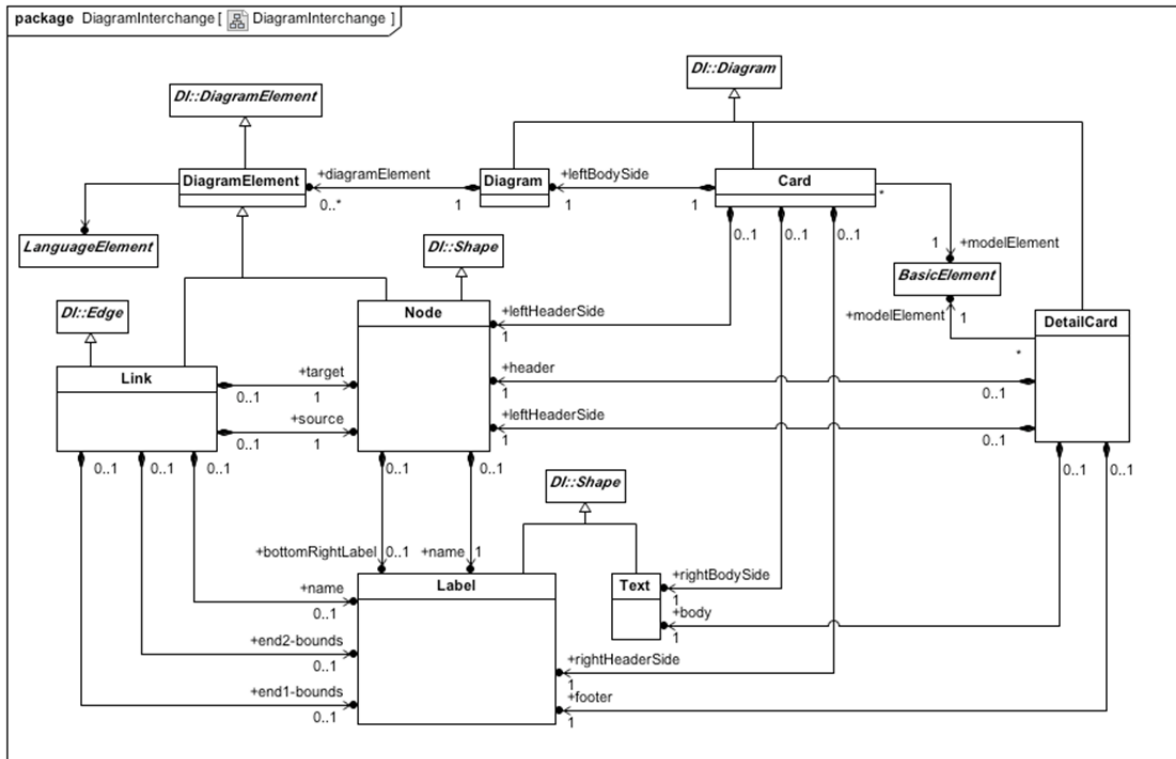 package DiagramInterchange [ DiagramInterchange ]
DI::Diagram
DI::DiagramElement
DiagramElement
+diagramElement
0..*
1
Diagram
+leftBodySide
1
1
Card
*
0..1
0..1
0..1
LanguageElement
DI::Shape
1
+modelElement
BasicElement
+modelElement
1
*
DI::Edge
Node
+leftHeaderSide
1
DetailCard
Link
+target
0..1
1
+header
1
0..1
+source
0..1
1
+leftHeaderSide
1
0..1
0..1
0..1
0..1
0..1
0..1
0..1
0..1
DI::Shape
+bottomRightLabel
0..1
+name
1
Label
Text
+rightBodySide
1
+name
0..1
+body
1
+end2-bounds
0..1
+rightHeaderSide
1
+end1-bounds
0..1
+footer
1